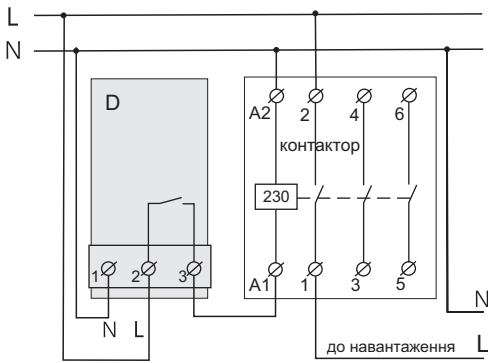 L
N
D
A2 2 4 6
контактор
230
1 2 3
A1 1 3 5
N L
N
до навантаження L